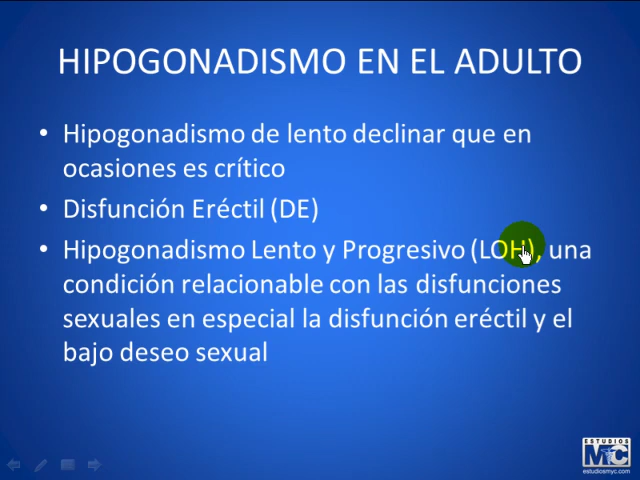 HIPOGONADISMO EN EL ADULTO
• Hipogonadismo de lento declinar que en
ocasiones es crítico
• Disfunción Eréctil (DE)
• Hipogonadismo Lento y Progresivo (LOH), una
condición relacionable con las disfunciones
sexuales en especial la disfunción eréctil y el
bajo deseo sexual
ESTUDIOS
MyC
estudiosmyc.com